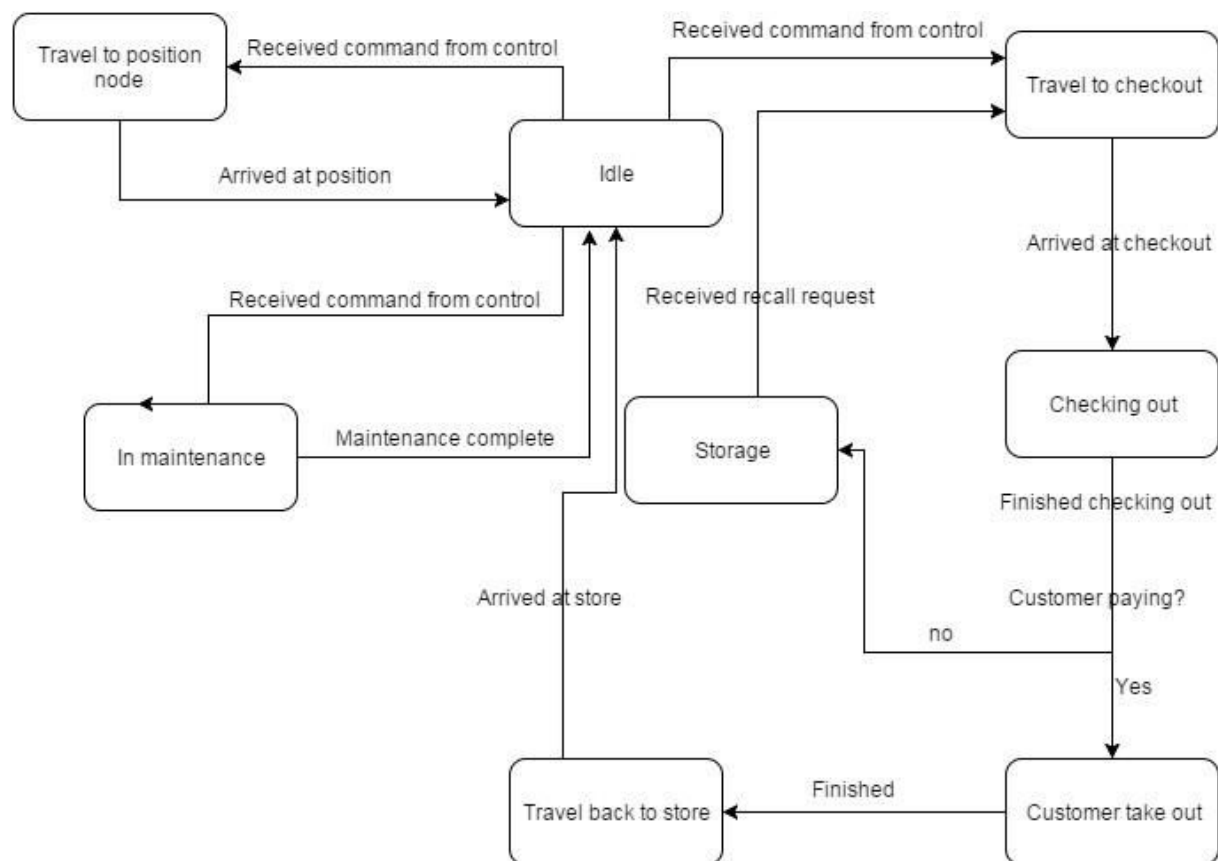 Received command from control
Received command from control
Travel to position
node
Travel to checkout
Idle
Arrived at position
Arrived at checkout
Received command from control
Received recall request
Checking out
Maintenance complete
In maintenance
Storage
Finished checking out
Arrived at store
Customer paying?
no
Yes
Finished
Travel back to store
Customer take out